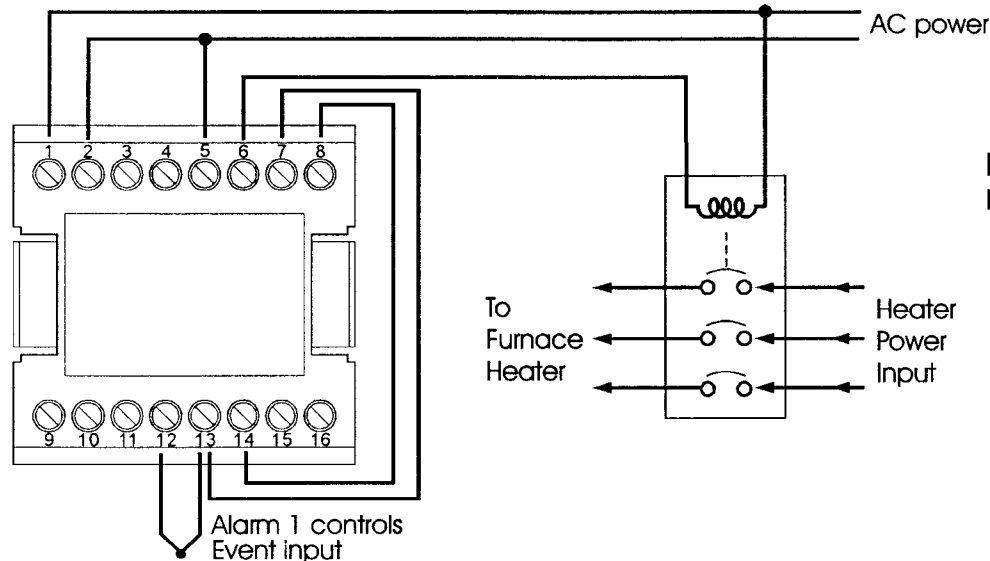 AC power
1 2 3 4 5 6 7 8
To
Furnace
Heater
Heater
Power
Input
9 10 11 12 13 14 15 16
Alarm 1 controls
Event input